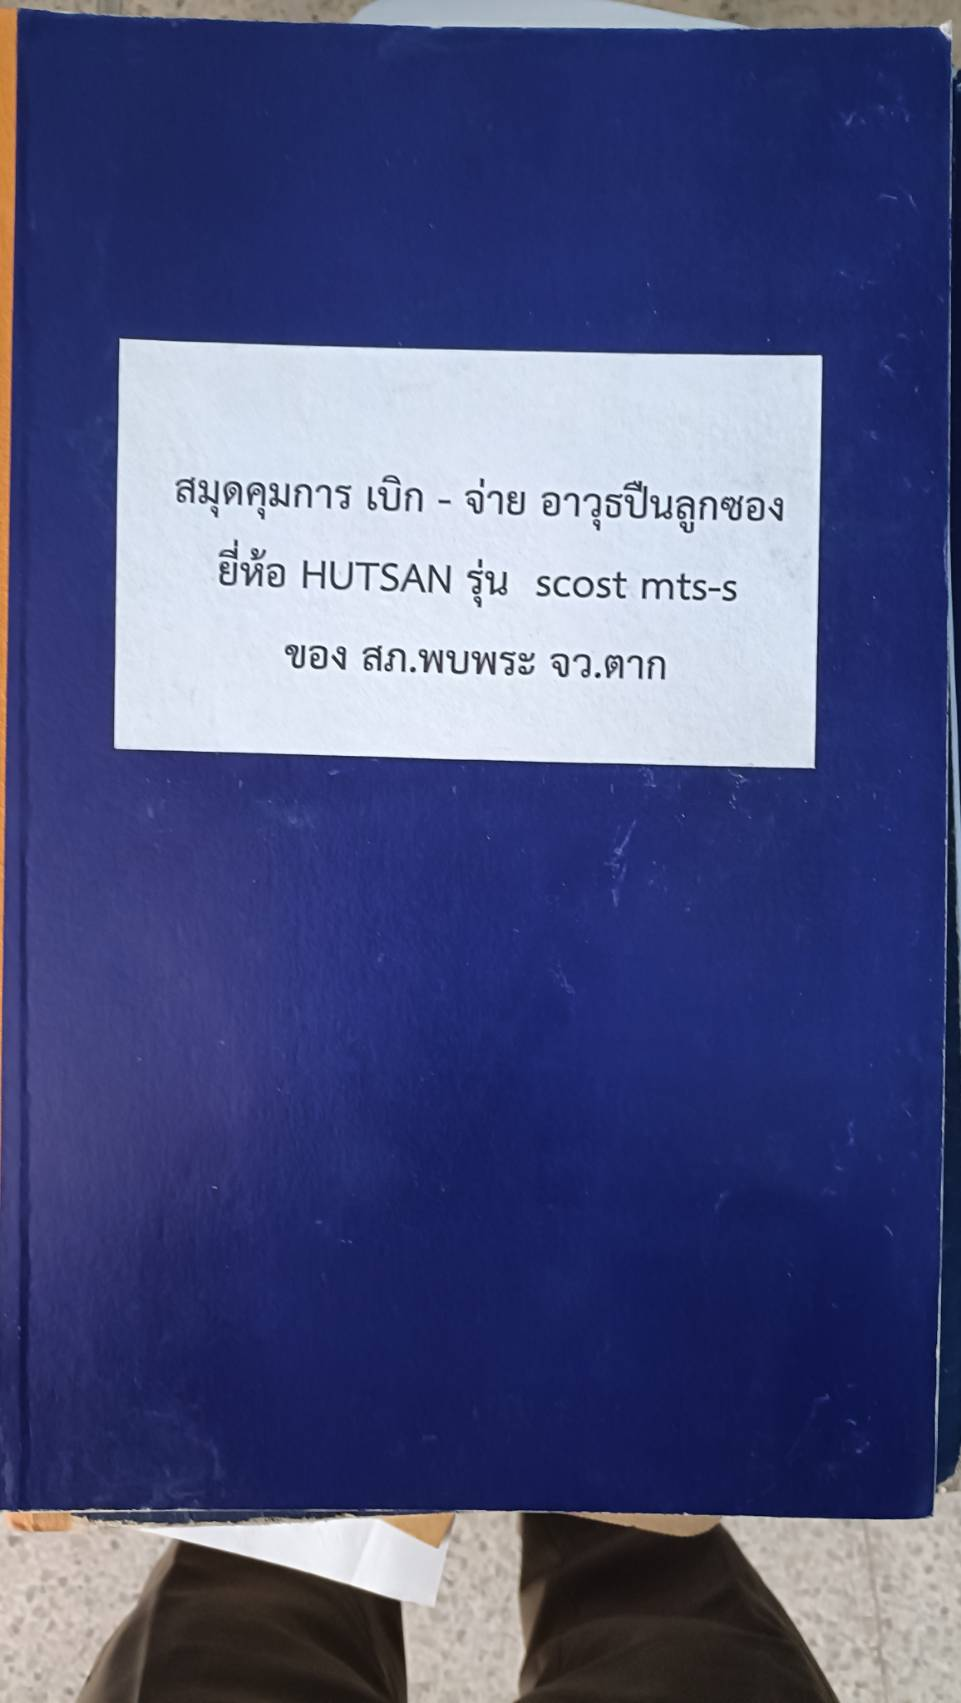 สมุดคุมการ เบิก - จ่าย อาวุธปืนลูกซอง
ยี่ห้อ HUTSAN รุ่น scost mts-s
ของ สภ.พบพระ จว.ตาก